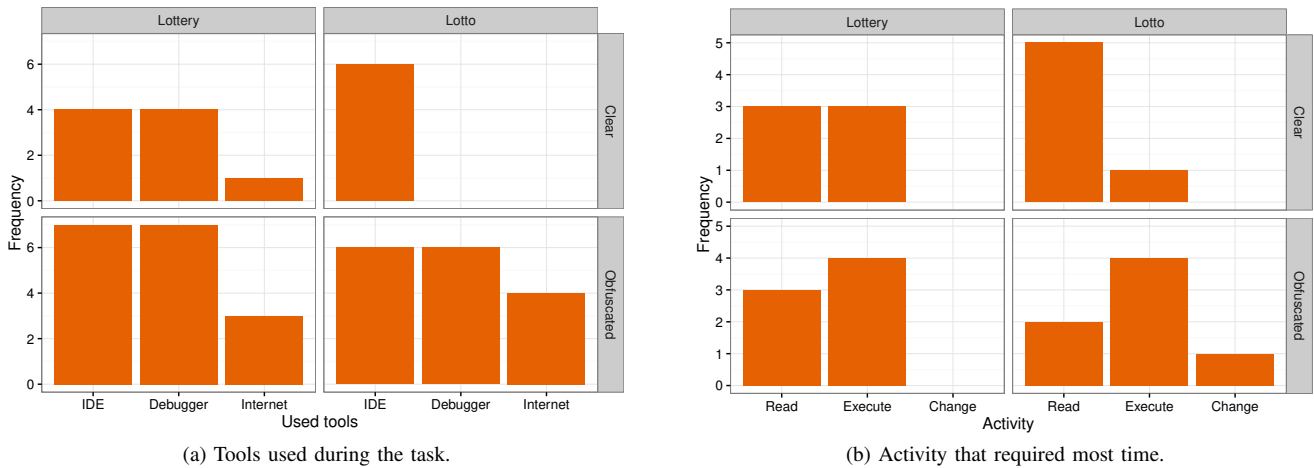 Lottery
Lotto
Frequency
6
4
2
0
Clear
6
4
2
0
Obfuscated
IDE
Debugger
Internet
IDE
Debugger
Internet
Used tools
(a) Tools used during the task.
Lottery
Lotto
Frequency
5
4
3
2
1
0
Clear
5
4
3
2
1
0
Obfuscated
Read
Execute
Change
Read
Execute
Change
Activity
(b) Activity that required most time.